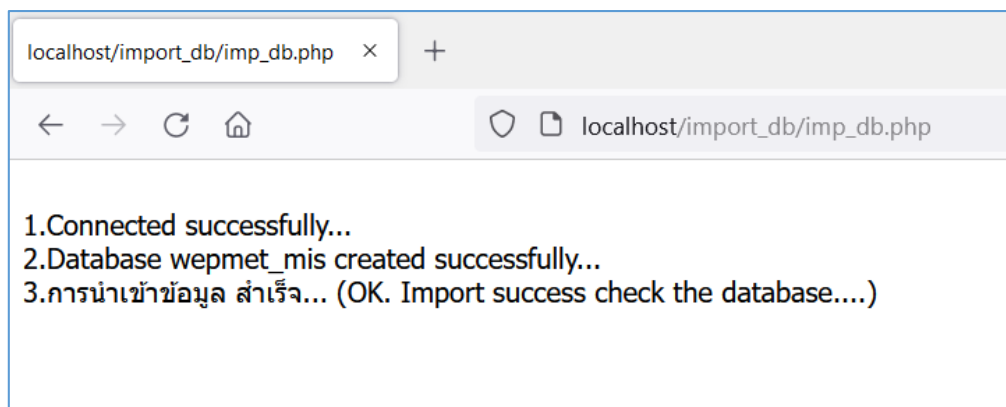 localhost/import_db/imp_db.php
localhost/import_db/imp_db.php
1.Connected successfully...
2.Database wepmet_mis created successfully...
3.การนำเข้าข้อมูล สำเร็จ... (OK. Import success check the database....)